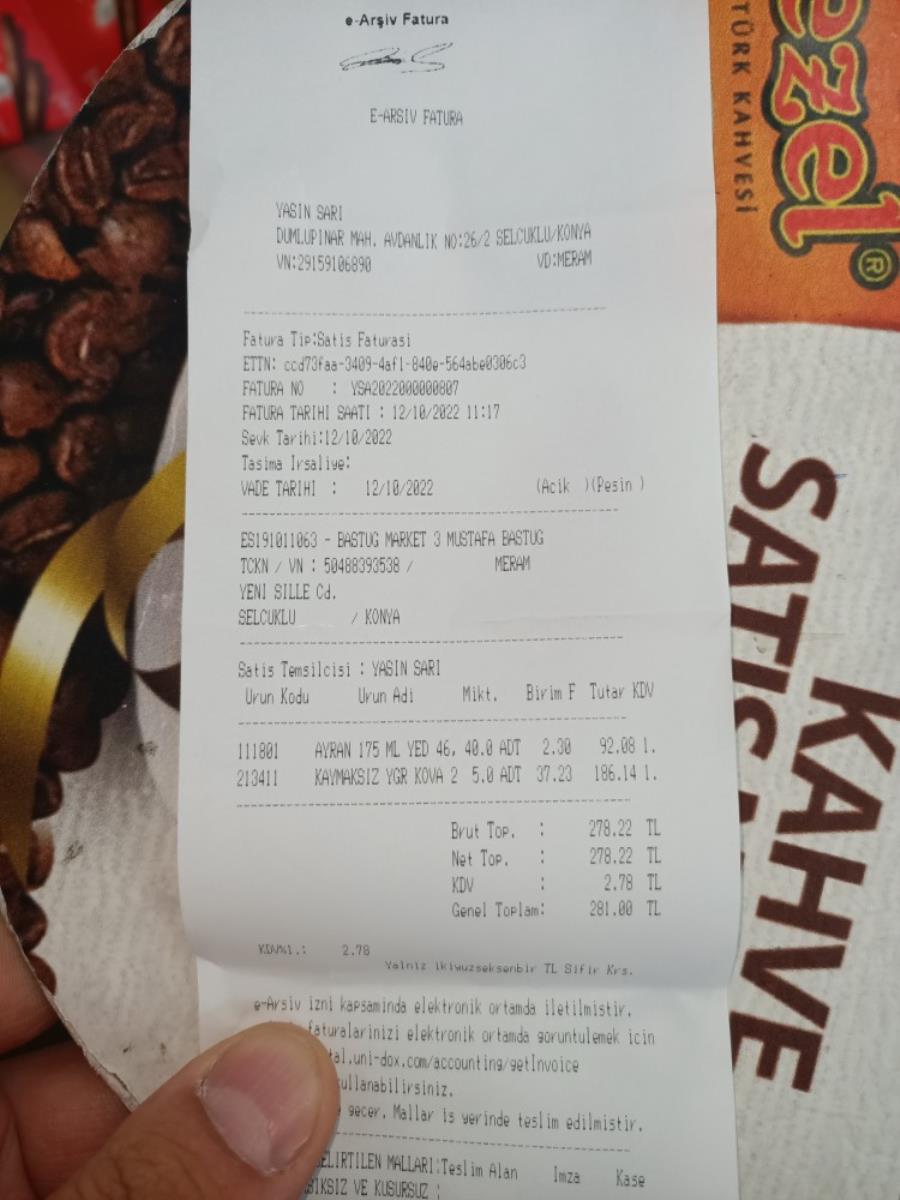 e-Arşiv Fatura
E-ARSIV FATURA
YASIN SARI
DUMLUPINAR MAH. AVDANLIK NO:26/2 SELCUKLU/KONYA
VN:29159106890 VD:MERAM
Fatura Tip:Satis Faturasi
ETTN: ccd73faa-3409-4af1-840e-564abe0306c3
FATURA NO : YSA2022000000807
FATURA TARIHI SAATI : 12/10/2022 11:17
Sevk Tarihi:12/10/2022
Tasima Irsaliye:
VADE TARIHI : 12/10/2022 (Acik )(Pesin )
ES191011063 - BASTUG MARKET 3 MUSTAFA BASTUG
TCKN / VN : 50488393538 / MERAM
YENI SILLE Cd.
SELCUKLU / KONYA
Satis Temsilcisi : YASIN SARI
Urun Kodu Urun Adi Mikt. Birim F Tutar KDV
111801 AYRAN 175 ML YED 46, 40.0 ADT 2.30 92.08 1.
213411 KAYMAKSIZ YGR KOVA 2 5.0 ADT 37.23 186.14 1.
Brut Top. : 278.22 TL
Net Top. : 278.22 TL
KDV : 2.78 TL
Genel Toplam: 281.00 TL
KDV%1.: 2.78
Yalniz ikiyuzseksenbir TL Sifir Krs.
e-Arsiv izni kapsaminda elektronik ortamda iletilmistir.
faturalarinizi elektronik ortamda goruntulemek icin
tal.uni-dox.com/accounting/getInvoice
kullanabilirsiniz.
gecer. Mallar is yerinde teslim edilmistir.
ELIRTILEN MALLARI:Teslim Alan Imza Kase
SIKSIZ VE KUSURSUZ :
ezel®
TÜRK KAHVESİ
KAHVE
SATIŞ